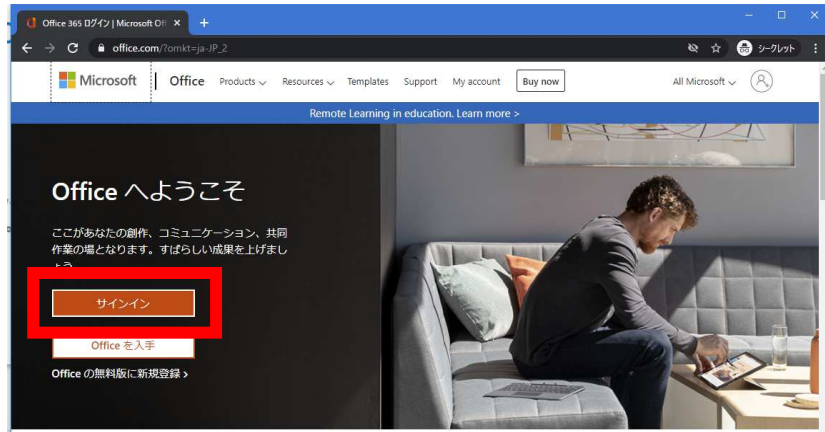 Office 365 ログイン | Microsoft Off
office.com/?omkt=ja-JP_2
シークレット
Microsoft
Office
Products
Resources
Templates
Support
My account
Buy now
All Microsoft
Remote Learning in education. Learn more >
Office へようこそ
ここがあなたの創作、コミュニケーション、共同
作業の場となります。すばらしい成果を上げまし
ょう。
サインイン
Office を入手
Office の無料版に新規登録 >